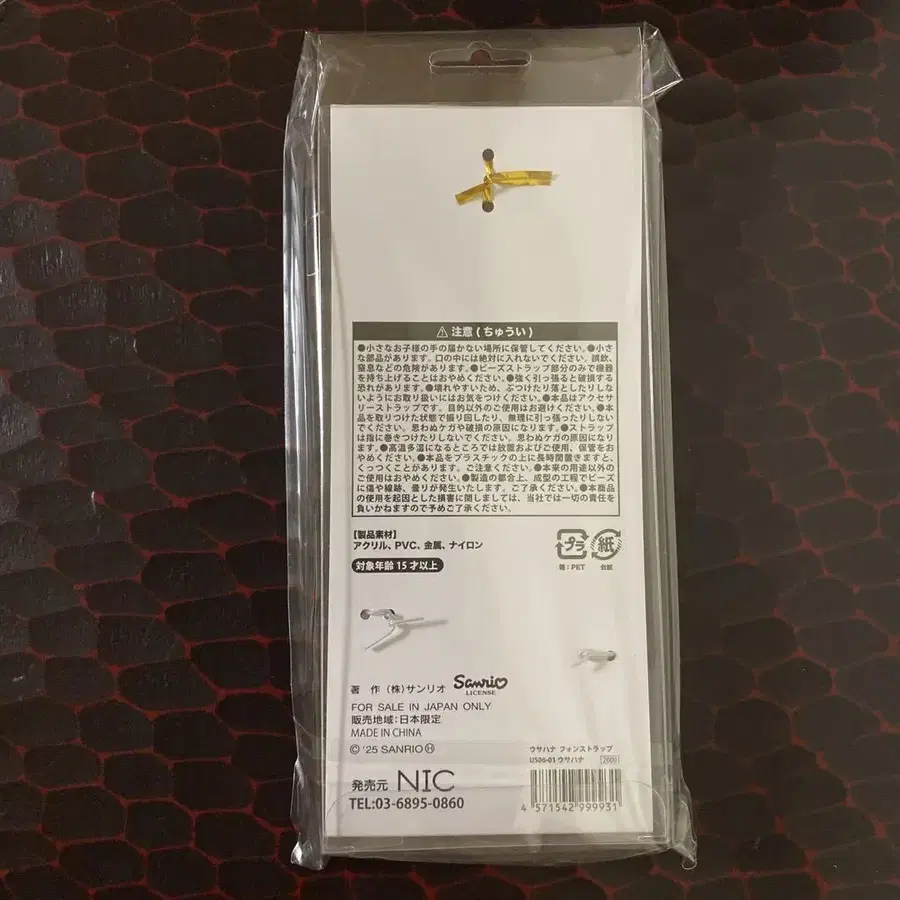 ⚠ 注意(ちゅうい)
●小さなお子様の手の届かない場所に保管してください。●小さ
な部品があります。口の中には絶対に入れないでください。誤飲、
窒息などの危険があります。●ビーズストラップ部分のみで機器
を持ち上げることはおやめください。●強く引っ張ると破損する
恐れがあります。●壊れやすいため、ぶつけたり落としたりしな
いようにお取り扱いにはお気をつけください。●本品はアクセサ
リーストラップです。目的以外のご使用はお避けください。●本
品を取りつけた状態で振り回したり、無理に引っ張ったりしない
でください。思わぬケガや破損の原因になります。●ストラップ
は指に巻きつけたりしないでください。思わぬケガの原因になり
ます。●高温多湿になるところでは放置およびご使用、保管をお
やめください。●本品をプラスチックの上に長時間置きますと、
くっつくことがあります。ご注意ください。●本来の用途以外のご
使用はおやめください。●製造の都合上、成型の工程でビーズ
に傷や線跡、曇りが発生いたします。ご了承ください。●本商品
の使用を起因とした損害に関しましては、当社では一切の責任を
負いかねますので予めご了承ください。
【製品素材】
アクリル、PVC、金属、ナイロン
対象年齢15才以上
プラ 紙
箱:PET 台紙
著 作 (株)サンリオ Sanrio
LICENSE
FOR SALE IN JAPAN ONLY
販売地域:日本限定
MADE IN CHINA
© '25 SANRIO Ⓗ
発売元 NIC
TEL:03-6895-0860
ウサハナ フォンストラップ
US06-01 ウサハナ 2600
4 571542 999931